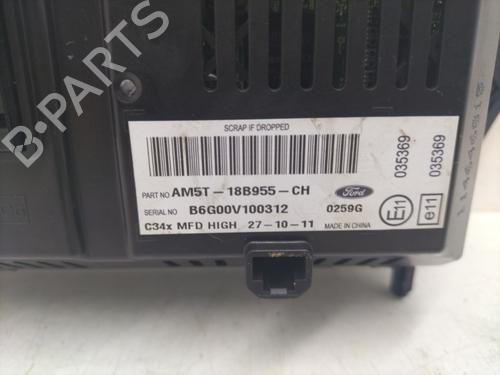 SCRAP IF DROPPED
PART NO AM5T-18B955-CH
Ford
SERIAL NO B6G00V100312 0259G
C34x MFD HIGH 27-10-11 MADE IN CHINA
035369
E11
035369
e11
B-PARTS